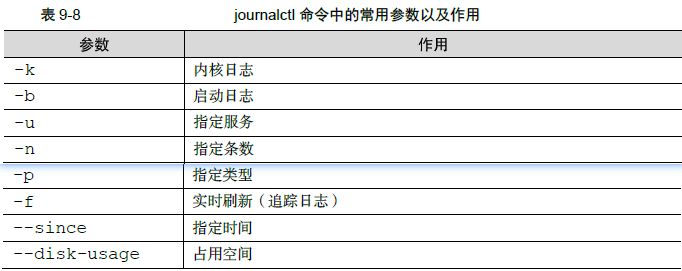 表 9-8 journalctl 命令中的常用参数以及作用
参数 作用
-k 内核日志
-b 启动日志
-u 指定服务
-n 指定条数
-p 指定类型
-f 实时刷新（追踪日志）
--since 指定时间
--disk-usage 占用空间